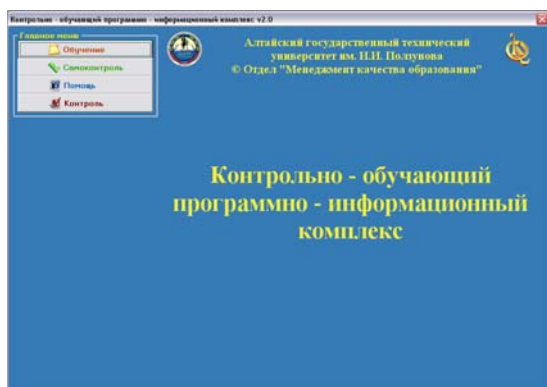 Контрольно - обучающий программно - информационный комплекс v2.0
Главное меню
Обучение
Самоконтроль
Помощь
Контроль
Алтайский государственный технический
университет им. И.И. Ползунова
© Отдел "Менеджмент качества образования"
Контрольно - обучающий
программно - информационный
комплекс